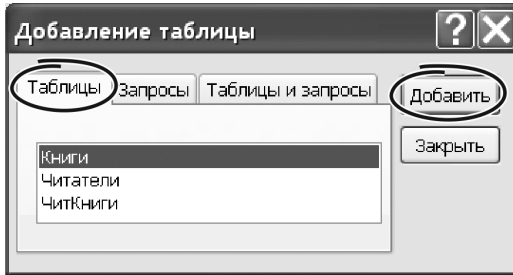 Добавление таблицы
Таблицы Запросы Таблицы и запросы
Добавить
Книги
Читатели
ЧитКниги
Закрыть